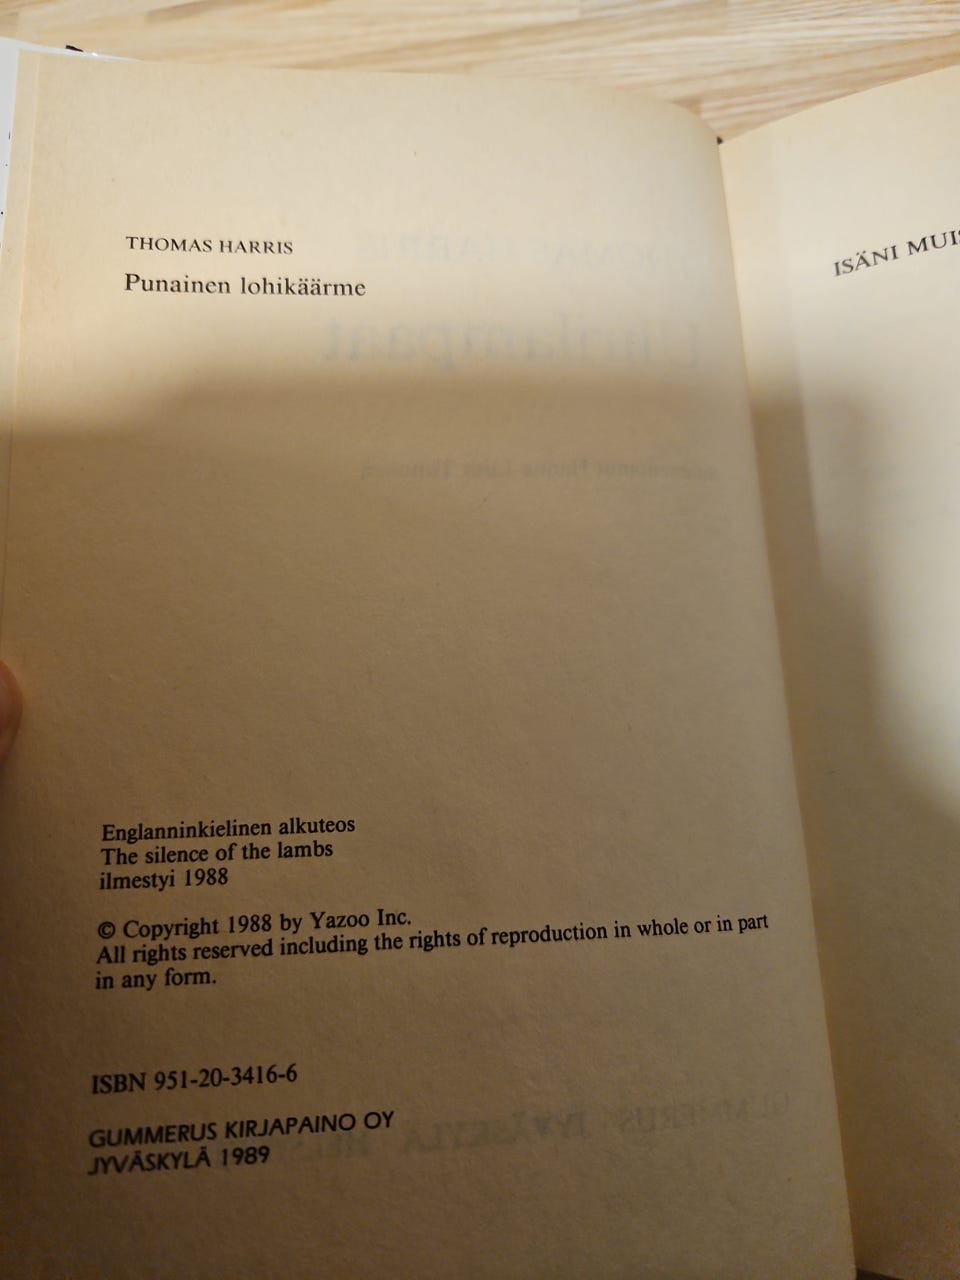 THOMAS HARRIS
Punainen lohikäärme
ISÄNI
Englanninkielinen alkuteos
The silence of the lambs
ilmestyi 1988
© Copyright 1988 by Yazoo Inc.
All rights reserved including the rights of reproduction in whole or in part
in any form.
ISBN 951-20-3416-6
GUMMERUS KIRJAPAINO OY
JYVÄSKYLÄ 1989